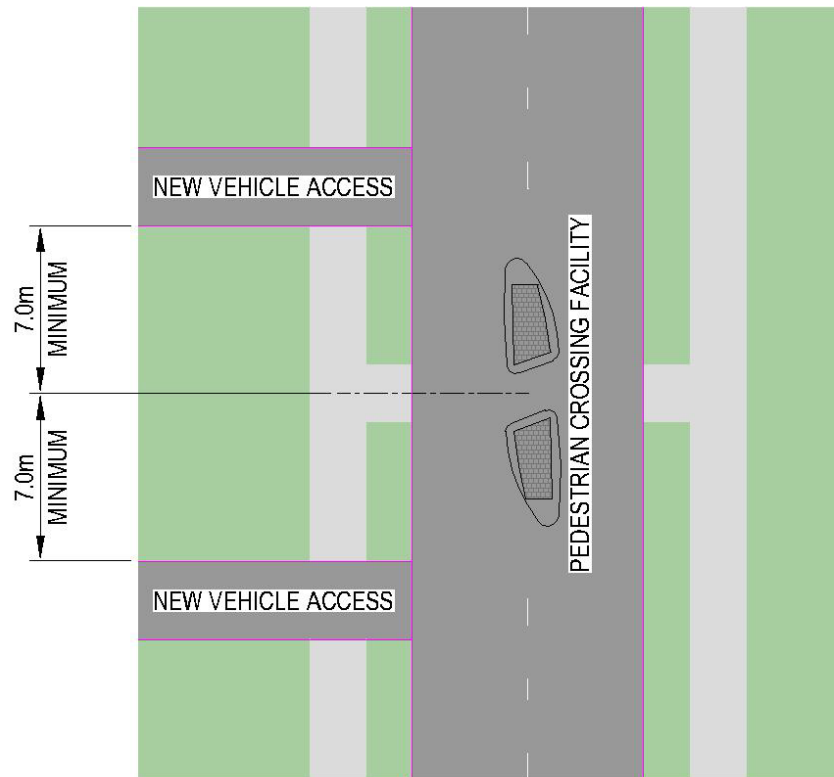 NEW VEHICLE ACCESS
7.0m
MINIMUM
PEDESTRIAN CROSSING FACILITY
7.0m
MINIMUM
NEW VEHICLE ACCESS